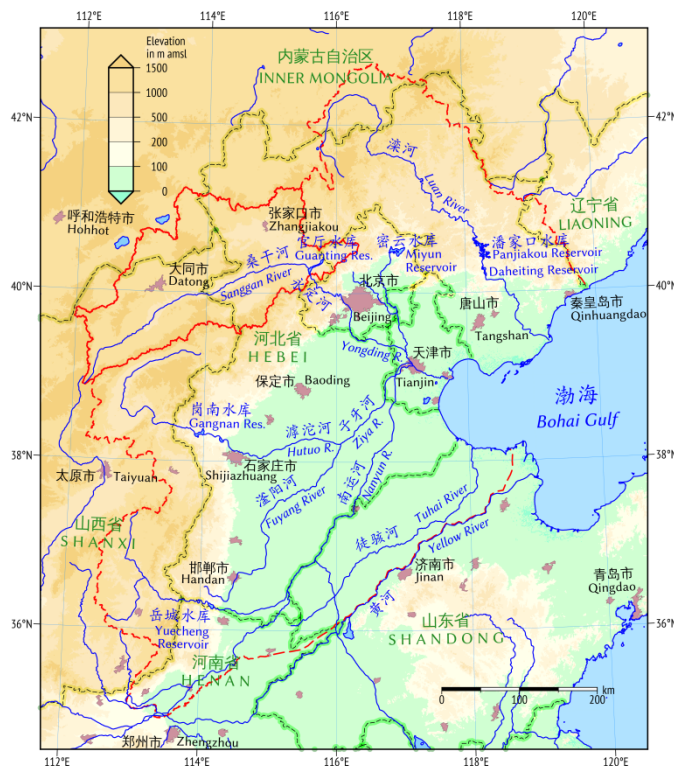 112°E
114°E
116°E
118°E
120°E
Elevation
in m amsl
1500
1000
500
200
100
0
内蒙古自治区
INNER MONGOLIA
42°N
42°N
滦河
Luan River
辽宁省
LIAONING
呼和浩特市
Hohhot
张家口市
Zhangjiakou
官厅水库
Guanting Res.
密云水库
Miyun
Reservoir
潘家口水库
Panjiakou Reservoir
Daheiting Reservoir
桑干河
Sanggan River
大同市
Datong
40°N
40°N
北京市
Beijing
永定河
Yongding R.
唐山市
Tangshan
秦皇岛市
Qinhuangdao
河北省
HEBEI
天津市
Tianjin
保定市
Baoding
渤海
Bohai Gulf
岗南水库
Gangnan Res.
滹沱河
Hutuo R.
子牙河
Ziya R.
38°N
38°N
太原市
Taiyuan
石家庄市
Shijiazhuang
滏阳河
Fuyang River
南运河
Nanyun R.
徒骇河
Tuhai River
Yellow River
黄河
山西省
SHANXI
邯郸市
Handan
济南市
Jinan
青岛市
Qingdao
岳城水库
Yuecheng
Reservoir
山东省
SHANDONG
36°N
36°N
河南省
HENAN
0
100
200
km
郑州市
Zhengzhou
112°E
114°E
116°E
118°E
120°E